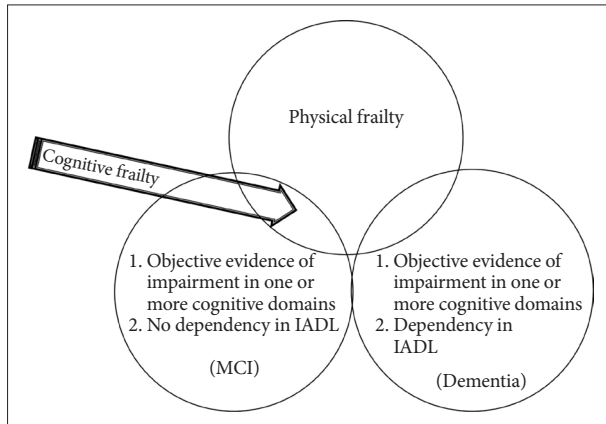 Physical frailty
Cognitive frailty
1. Objective evidence of
impairment in one or
more cognitive domains
2. No dependency in IADL
(MCI)
1. Objective evidence of
impairment in one or
more cognitive domains
2. Dependency in
IADL
(Dementia)